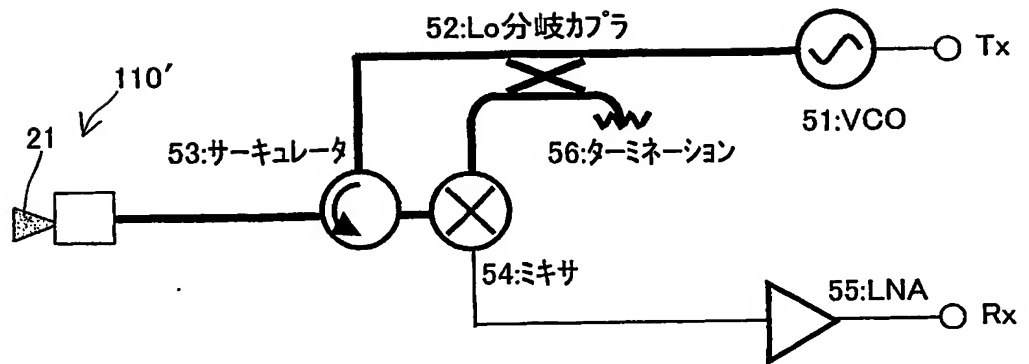 52:Lo分岐カプラ
Tx
110′
21
51:VCO
53:サーキュレータ
56:ターミネーション
54:ミキサ
55:LNA
Rx